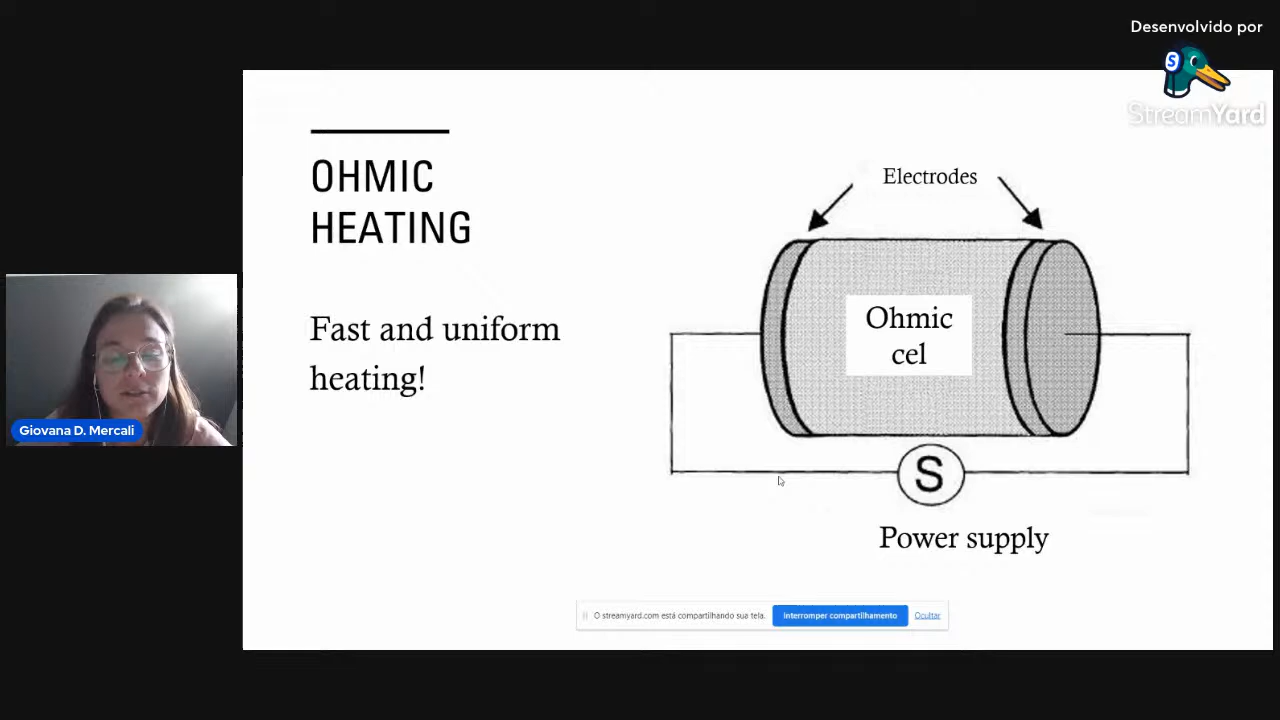 Desenvolvido por
S
StreamYard
OHMIC
HEATING
Electrodes
Fast and uniform
heating!
Ohmic
cel
S
Power supply
Giovana D. Mercali
O streamyard.com está compartilhando sua tela.
Interromper compartilhamento
Ocultar